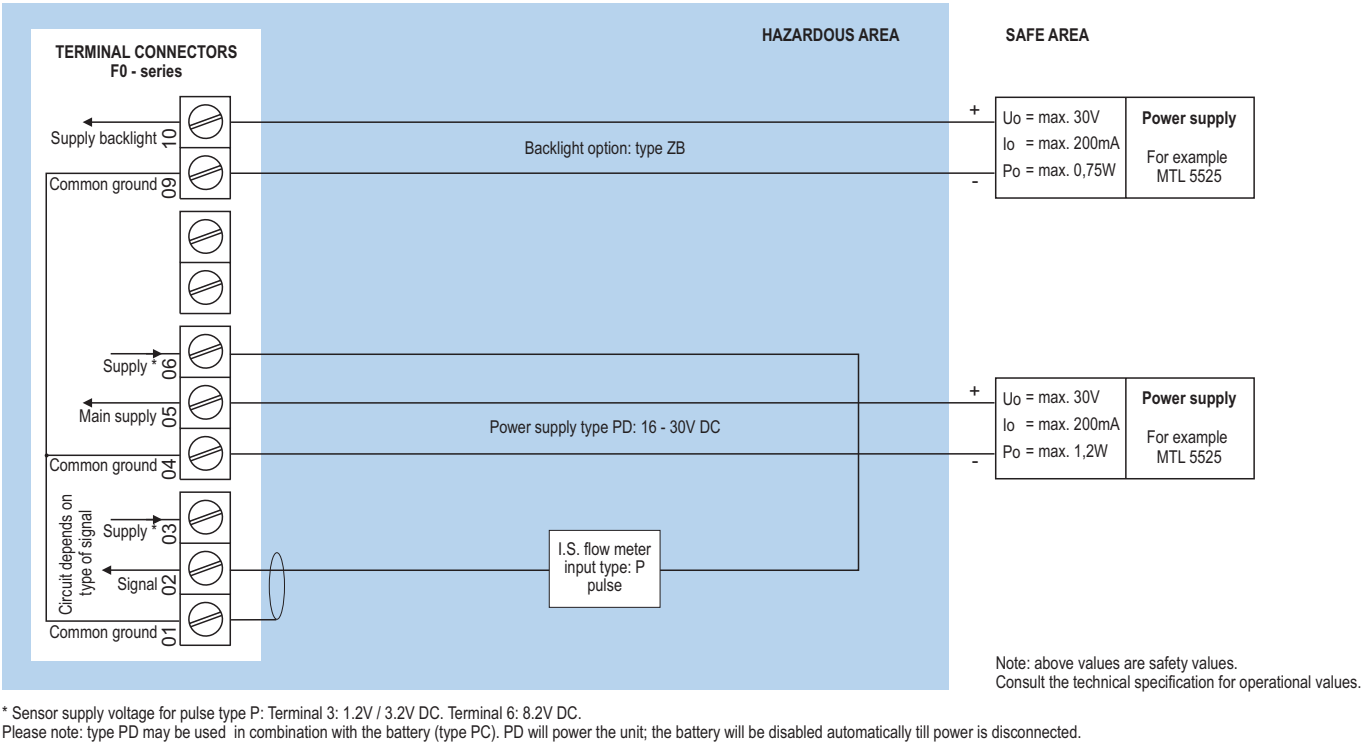 HAZARDOUS AREA
SAFE AREA
TERMINAL CONNECTORS
F0 - series
Supply backlight 10
Common ground 09
Backlight option: type ZB
+
-
Uo = max. 30V
Io = max. 200mA
Po = max. 0,75W
Power supply
For example
MTL 5525
Supply * 06
Main supply 05
Common ground 04
Power supply type PD: 16 - 30V DC
+
-
Uo = max. 30V
Io = max. 200mA
Po = max. 1,2W
Power supply
For example
MTL 5525
Circuit depends on
type of signal
Supply * 03
Signal 02
Common ground 01
I.S. flow meter
input type: P
pulse
Note: above values are safety values.
Consult the technical specification for operational values.
* Sensor supply voltage for pulse type P: Terminal 3: 1.2V / 3.2V DC. Terminal 6: 8.2V DC.
Please note: type PD may be used in combination with the battery (type PC). PD will power the unit; the battery will be disabled automatically till power is disconnected.